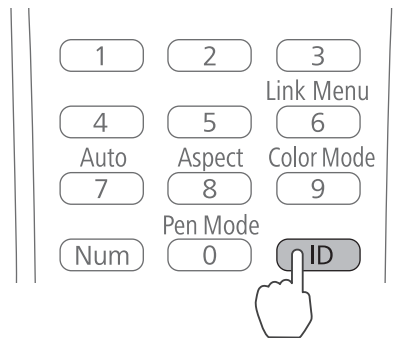 1 2 3
Link Menu
4 5 6
Auto Aspect Color Mode
7 8 9
Pen Mode
Num 0 ID